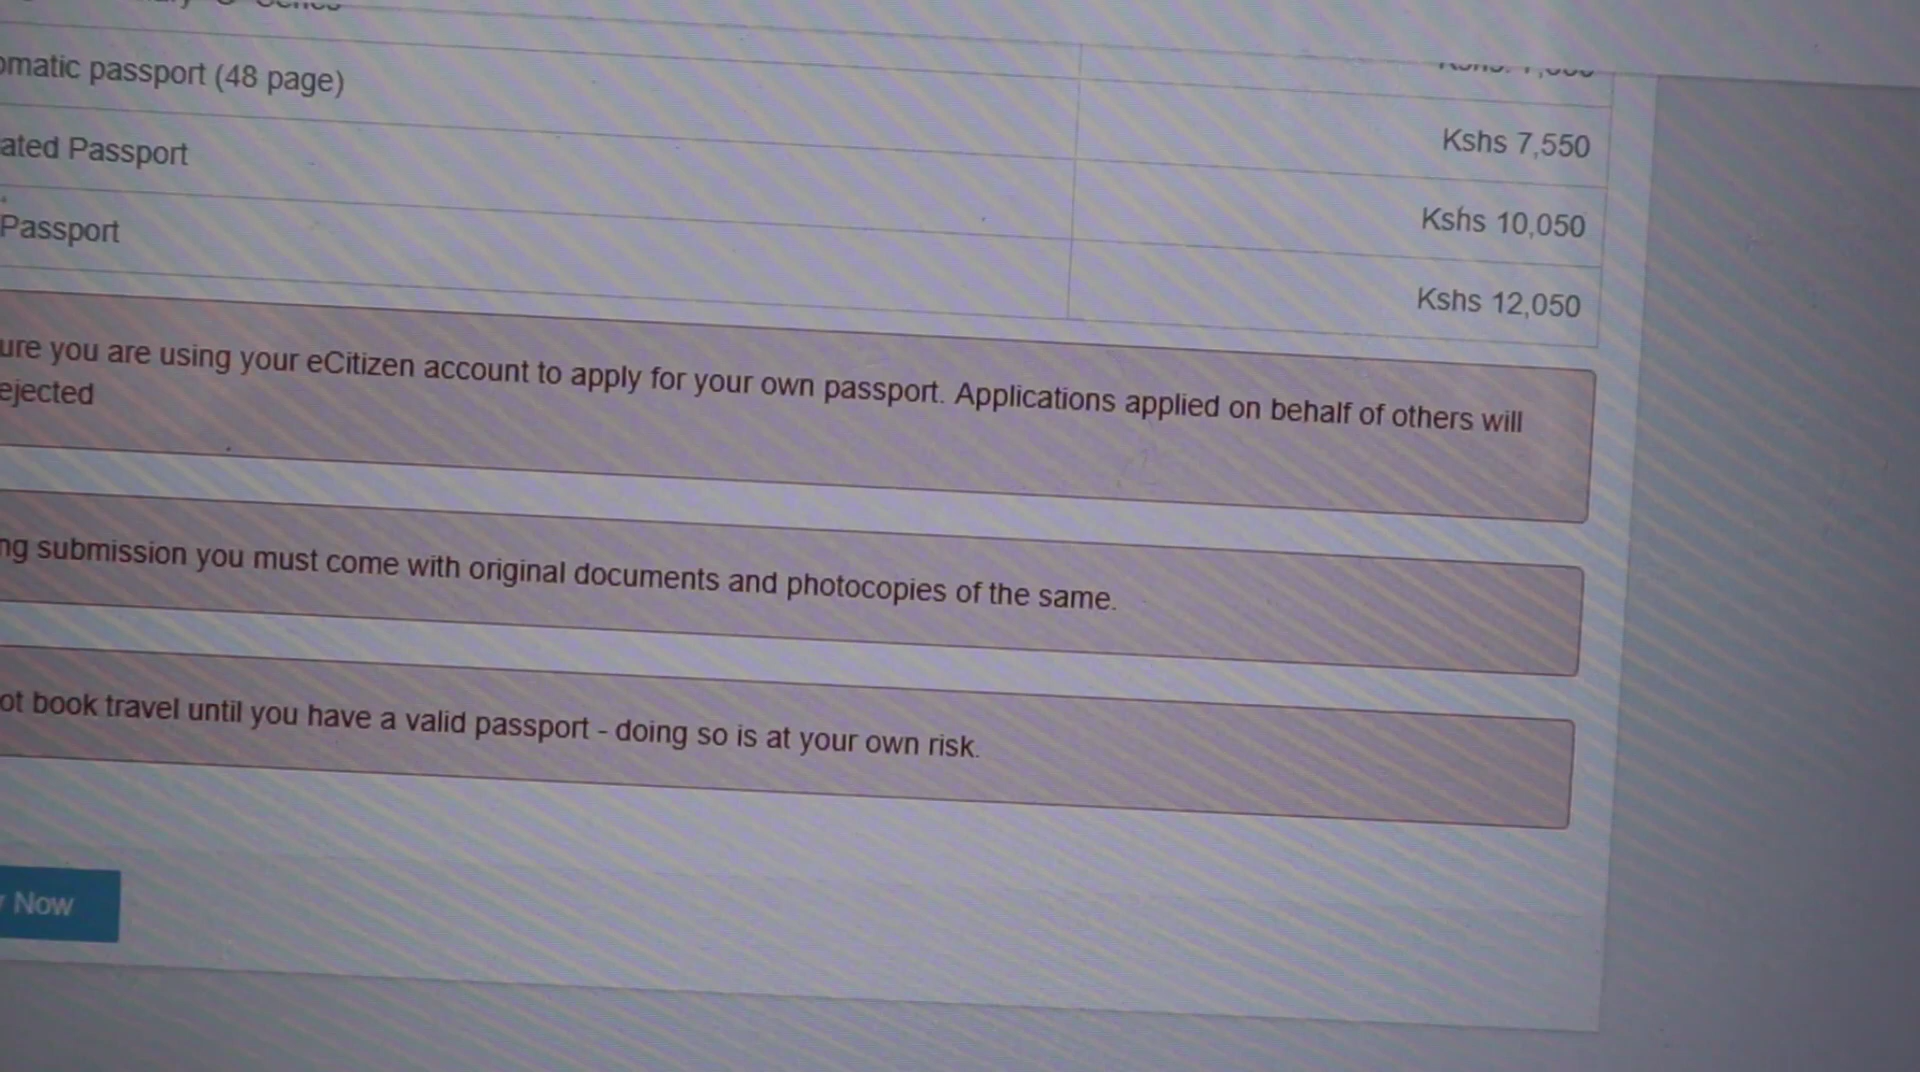 omatic passport (48 page)
Kshs 7,550
ated Passport
Kshs 10,050
Passport
Kshs 12,050
ure you are using your eCitizen account to apply for your own passport. Applications applied on behalf of others will
ejected
ng submission you must come with original documents and photocopies of the same.
ot book travel until you have a valid passport - doing so is at your own risk.
Now